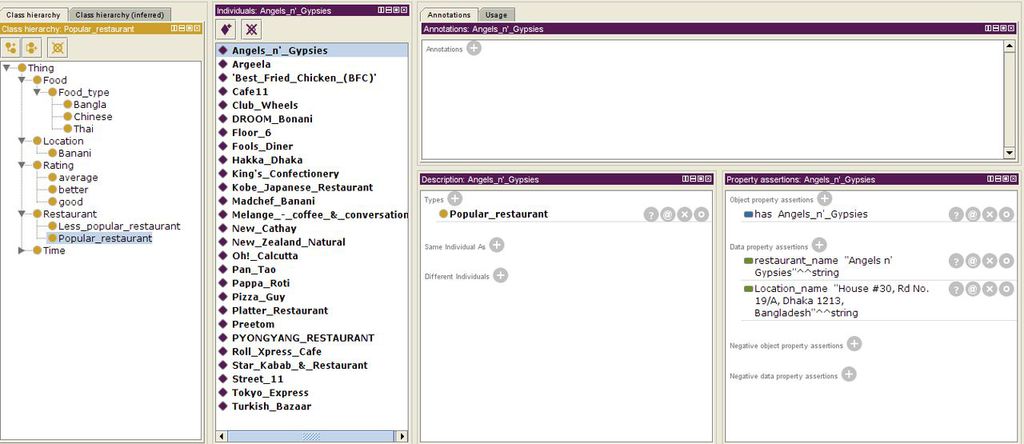 Class hierarchy
Class hierarchy (inferred)
Class hierarchy: Popular_restaurant
Thing
Food
Food_type
Bangla
Chinese
Thai
Location
Banani
Rating
average
better
good
Restaurant
Less_popular_restaurant
Popular_restaurant
Time
Individuals: Angels_n'_Gypsies
Angels_n'_Gypsies
Argeela
'Best_Fried_Chicken_(BFC)'
Cafe11
Club_Wheels
DROOM_Bonani
Floor_6
Fools_Diner
Hakka_Dhaka
King's_Confectionery
Kobe_Japanese_Restaurant
Madchef_Banani
Melange_-_coffee_&_conversation
New_Cathay
New_Zealand_Natural
Oh!_Calcutta
Pan_Tao
Pappa_Roti
Pizza_Guy
Platter_Restaurant
Preetom
PYONGYANG_RESTAURANT
Roll_Xpress_Cafe
Star_Kabab_&_Restaurant
Street_11
Tokyo_Express
Turkish_Bazaar
Annotations
Usage
Annotations: Angels_n'_Gypsies
Annotations
Description: Angels_n'_Gypsies
Types
Popular_restaurant
? @ X O
Same Individual As
Different Individuals
Property assertions: Angels_n'_Gypsies
Object property assertions
has Angels_n'_Gypsies
? @ X O
Data property assertions
restaurant_name "Angels n'
Gypsies"^^string
? @ X O
Location_name "House #30, Rd No.
19/A, Dhaka 1213,
Bangladesh"^^string
? @ X O
Negative object property assertions
Negative data property assertions